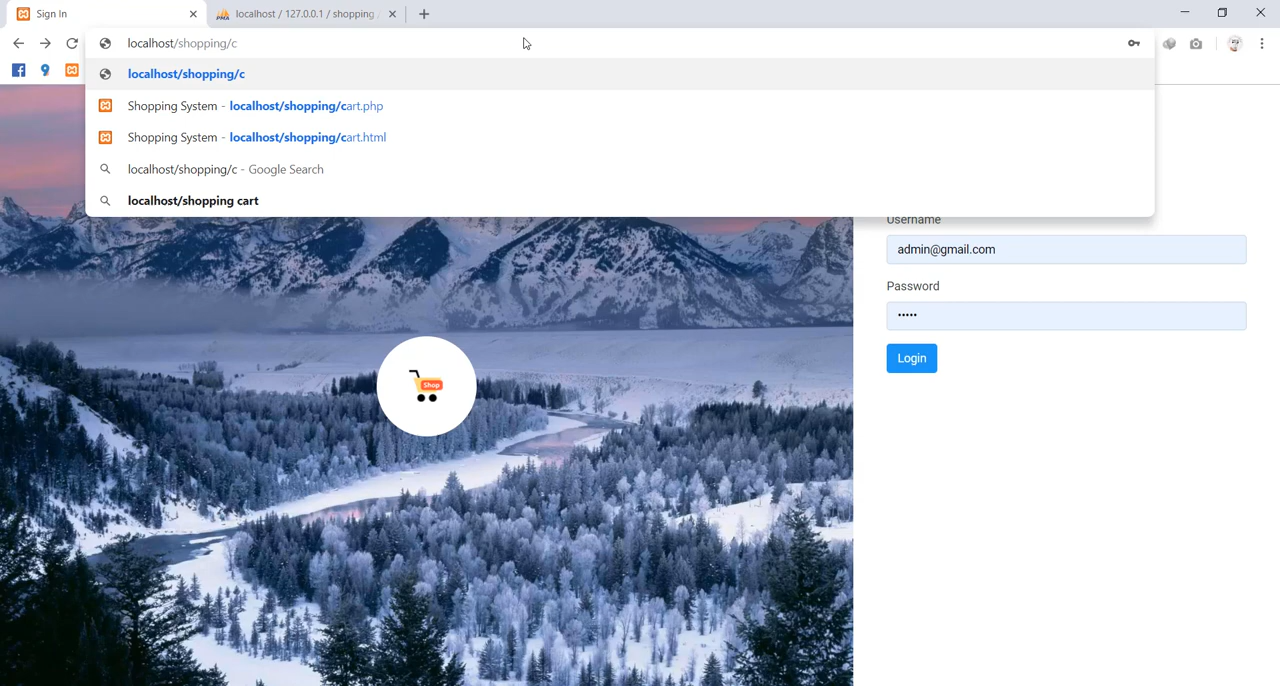 Sign In
localhost / 127.0.0.1 / shopping
localhost/shopping/c
localhost/shopping/c
Shopping System - localhost/shopping/cart.php
Shopping System - localhost/shopping/cart.html
localhost/shopping/c - Google Search
localhost/shopping cart
Username
admin@gmail.com
Password
•••••
Login
Shop